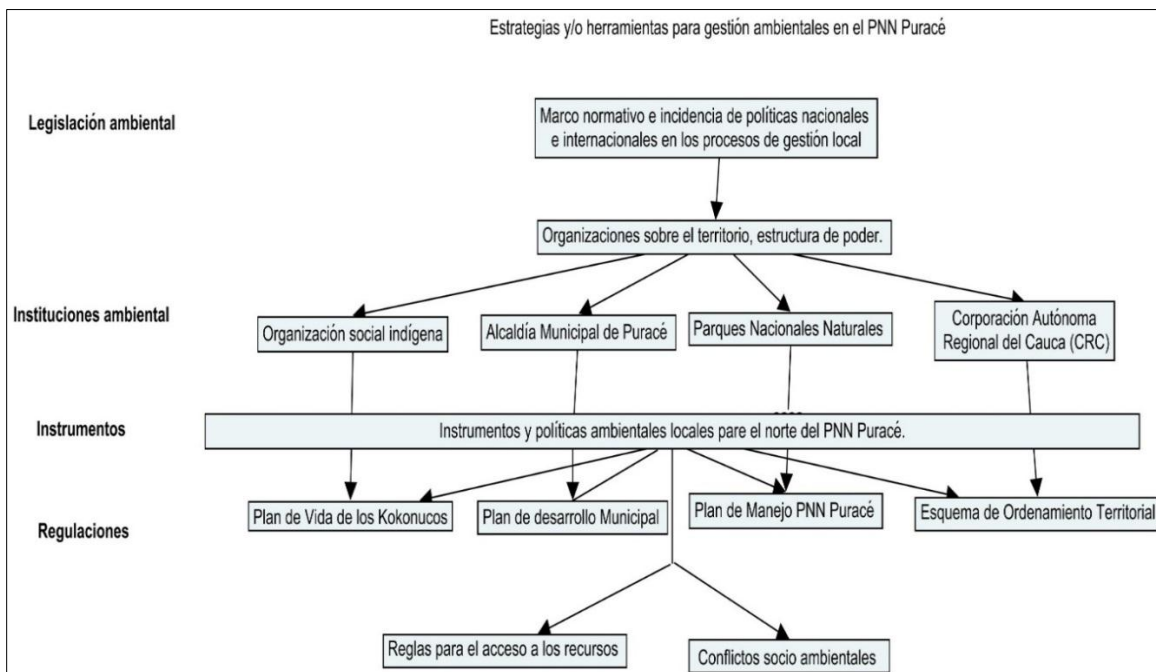 Estrategias y/o herramientas para gestión ambientales en el PNN Puracé
Legislación ambiental
Marco normativo e incidencia de políticas nacionales
e internacionales en los procesos de gestión local
Organizaciones sobre el territorio, estructura de poder.
Instituciones ambiental
Organización social indígena
Alcaldía Municipal de Puracé
Parques Nacionales Naturales
Corporación Autónoma
Regional del Cauca (CRC)
Instrumentos
Instrumentos y políticas ambientales locales pare el norte del PNN Puracé.
Regulaciones
Plan de Vida de los Kokonucos
Plan de desarrollo Municipal
Plan de Manejo PNN Puracé
Esquema de Ordenamiento Territorial
Reglas para el acceso a los recursos
Conflictos socio ambientales